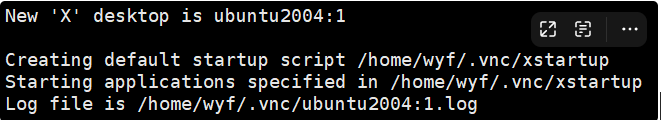 New 'X' desktop is ubuntu2004:1
Creating default startup script /home/wyf/.vnc/xstartup
Starting applications specified in /home/wyf/.vnc/xstartup
Log file is /home/wyf/.vnc/ubuntu2004:1.log